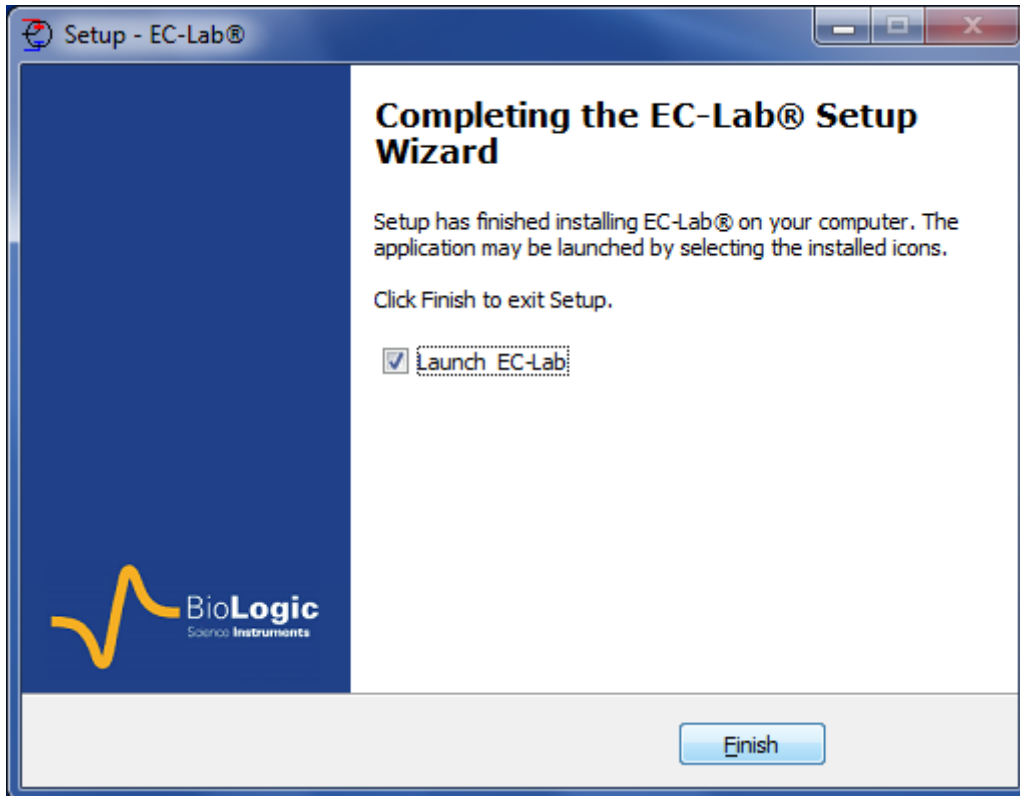 Setup - EC-Lab®
Completing the EC-Lab® Setup
Wizard
Setup has finished installing EC-Lab® on your computer. The
application may be launched by selecting the installed icons.
Click Finish to exit Setup.
Launch EC-Lab
BioLogic
Science Instruments
Finish